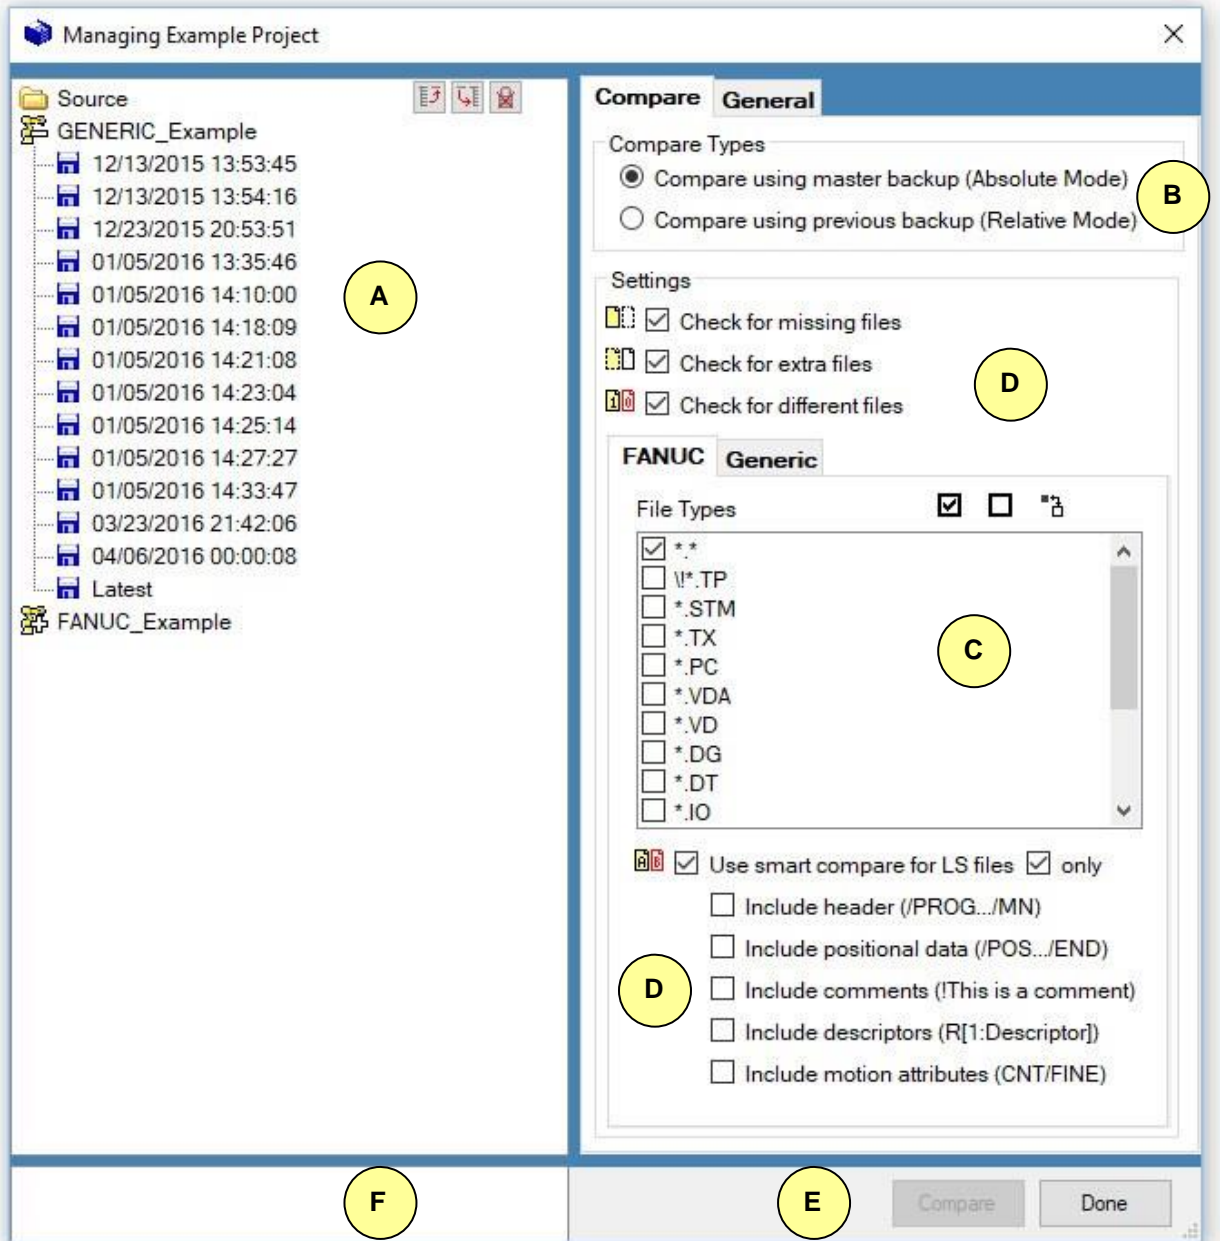 Managing Example Project
Source
GENERIC_Example
12/13/2015 13:53:45
12/13/2015 13:54:16
12/23/2015 20:53:51
01/05/2016 13:35:46
01/05/2016 14:10:00
01/05/2016 14:18:09
01/05/2016 14:21:08
01/05/2016 14:23:04
01/05/2016 14:25:14
01/05/2016 14:27:27
01/05/2016 14:33:47
03/23/2016 21:42:06
04/06/2016 00:00:08
Latest
FANUC_Example
A
Compare General
Compare Types
Compare using master backup (Absolute Mode)
Compare using previous backup (Relative Mode)
B
Settings
Check for missing files
Check for extra files
Check for different files
D
FANUC Generic
File Types
*.*
\!*.TP
*.STM
*.TX
*.PC
*.VDA
*.VD
*.DG
*.DT
*.IO
C
Use smart compare for LS files only
Include header (/PROG.../MN)
Include positional data (/POS.../END)
Include comments (!This is a comment)
Include descriptors (R[1:Descriptor])
Include motion attributes (CNT/FINE)
D
F
E
Compare Done